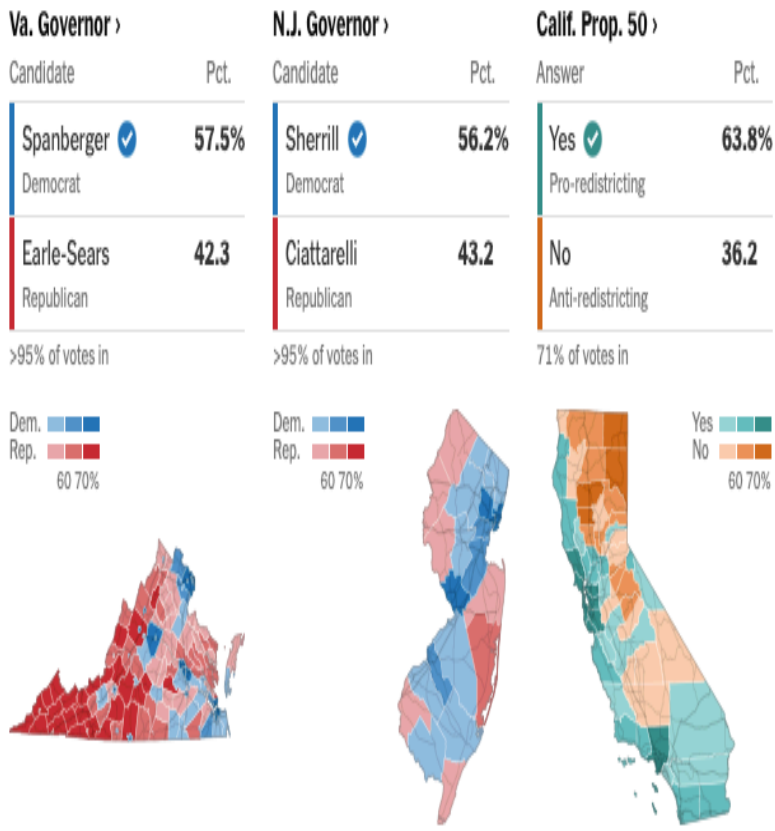 Va. Governor ›
Candidate Pct.
Spanberger 57.5%
Democrat
Earle-Sears 42.3
Republican
>95% of votes in
Dem.
Rep.
60 70%
N.J. Governor ›
Candidate Pct.
Sherrill 56.2%
Democrat
Ciattarelli 43.2
Republican
>95% of votes in
Dem.
Rep.
60 70%
Calif. Prop. 50 ›
Answer Pct.
Yes 63.8%
Pro-redistricting
No 36.2
Anti-redistricting
71% of votes in
Yes
No
60 70%